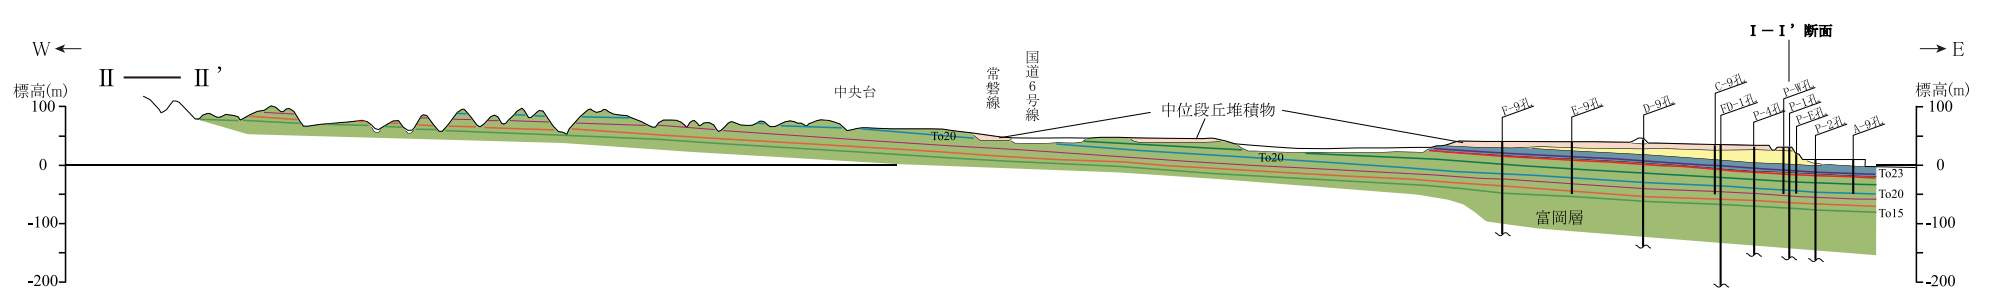 I－I’ 断面
W
E
II II’
標高(m)
100
0
-100
-200
中央台
常磐線
国道6号線
中位段丘堆積物
To20
To20
富岡層
F-9孔
E-9孔
D-9孔
C-9孔
FD-1孔
P-4孔
P-W孔
P-1孔
P-E孔
P-2孔
A-9孔
標高(m)
100
0
-100
-200
To23
To20
To15